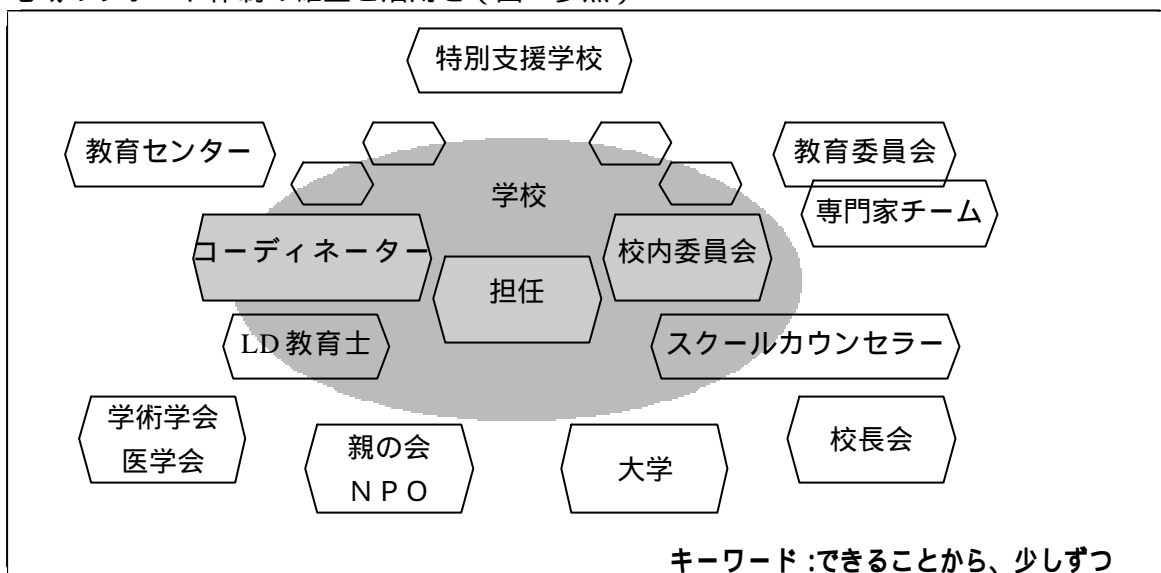 特別支援学校
教育センター
教育委員会
専門家チーム
学校
コーディネーター
校内委員会
担任
LD教育士
スクールカウンセラー
学術学会
医学会
親の会
ＮＰＯ
大学
校長会
キーワード:できることから、少しずつ